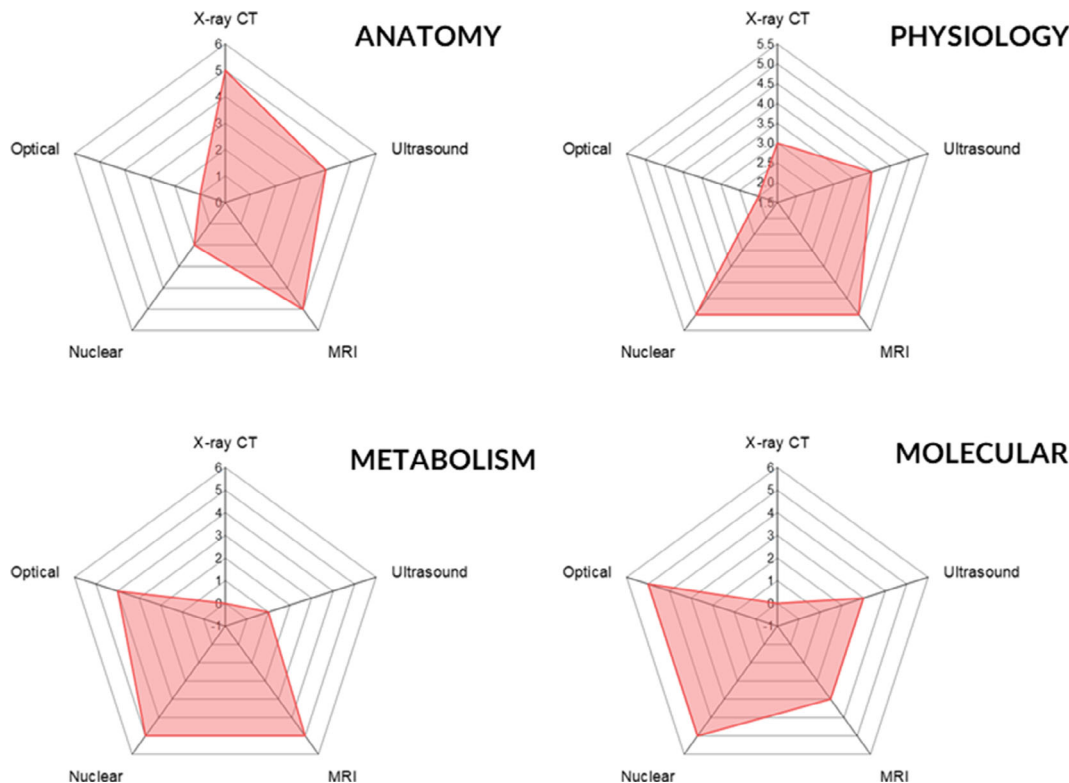 X-ray CT
ANATOMY
6
5
4
3
2
1
0
Optical
Ultrasound
Nuclear
MRI
X-ray CT
PHYSIOLOGY
5.5
5.0
4.5
4.0
3.5
3.0
2.5
2.0
1.5
Optical
Ultrasound
Nuclear
MRI
X-ray CT
METABOLISM
6
5
4
3
2
1
0
-1
Optical
Ultrasound
Nuclear
MRI
X-ray CT
MOLECULAR
6
5
4
3
2
1
0
-1
Optical
Ultrasound
Nuclear
MRI